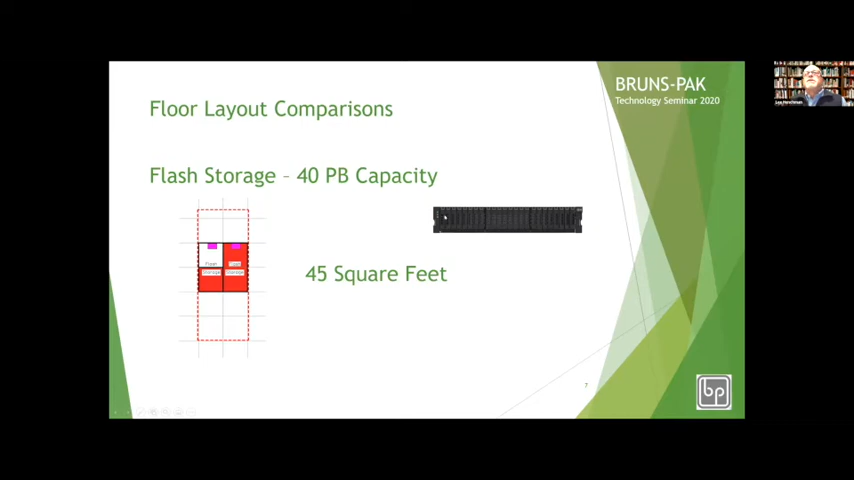 BRUNS-PAK
Technology Seminar 2020
Floor Layout Comparisons
Flash Storage – 40 PB Capacity
Flash
Storage
Flash
Storage
45 Square Feet
7
bp